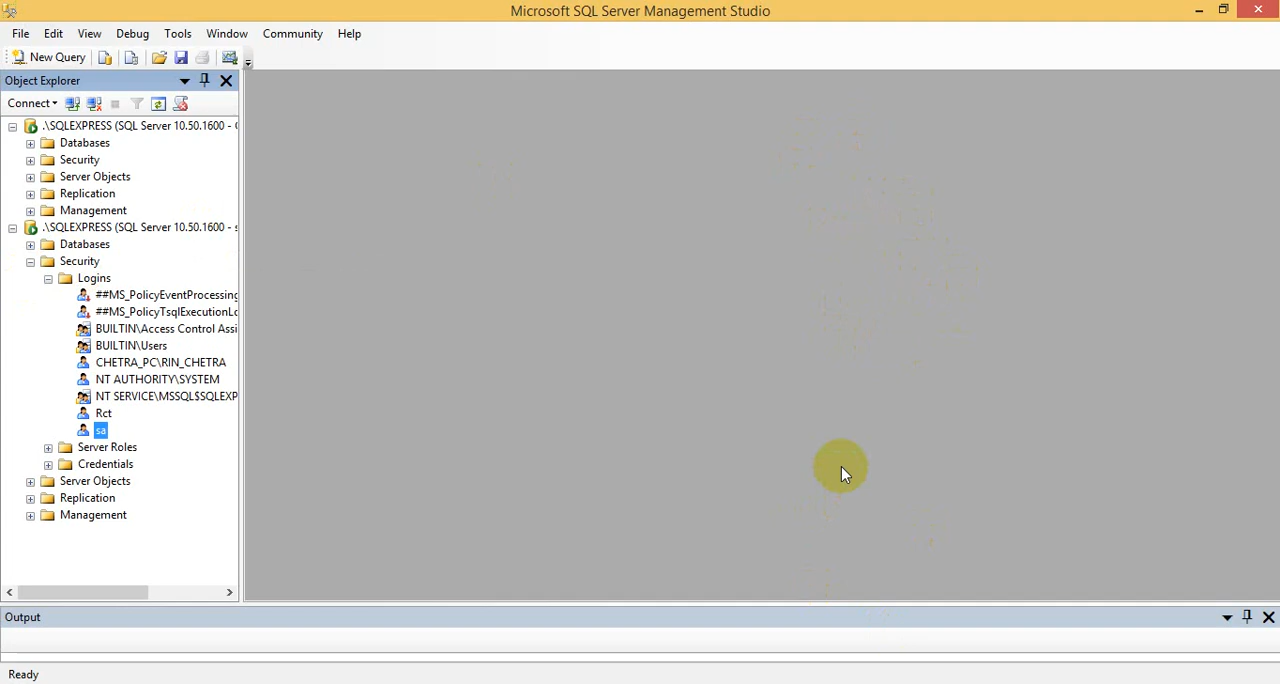 Microsoft SQL Server Management Studio
File Edit View Debug Tools Window Community Help
New Query
Object Explorer
Connect
.\SQLEXPRESS (SQL Server 10.50.1600 -
Databases
Security
Server Objects
Replication
Management
.\SQLEXPRESS (SQL Server 10.50.1600 - s
Databases
Security
Logins
##MS_PolicyEventProcessing
##MS_PolicyTsqlExecutionLo
BUILTIN\Access Control Assi
BUILTIN\Users
CHETRA_PC\RIN_CHETRA
NT AUTHORITY\SYSTEM
NT SERVICE\MSSQL$SQLEXP
Rct
sa
Server Roles
Credentials
Server Objects
Replication
Management
Output
Ready